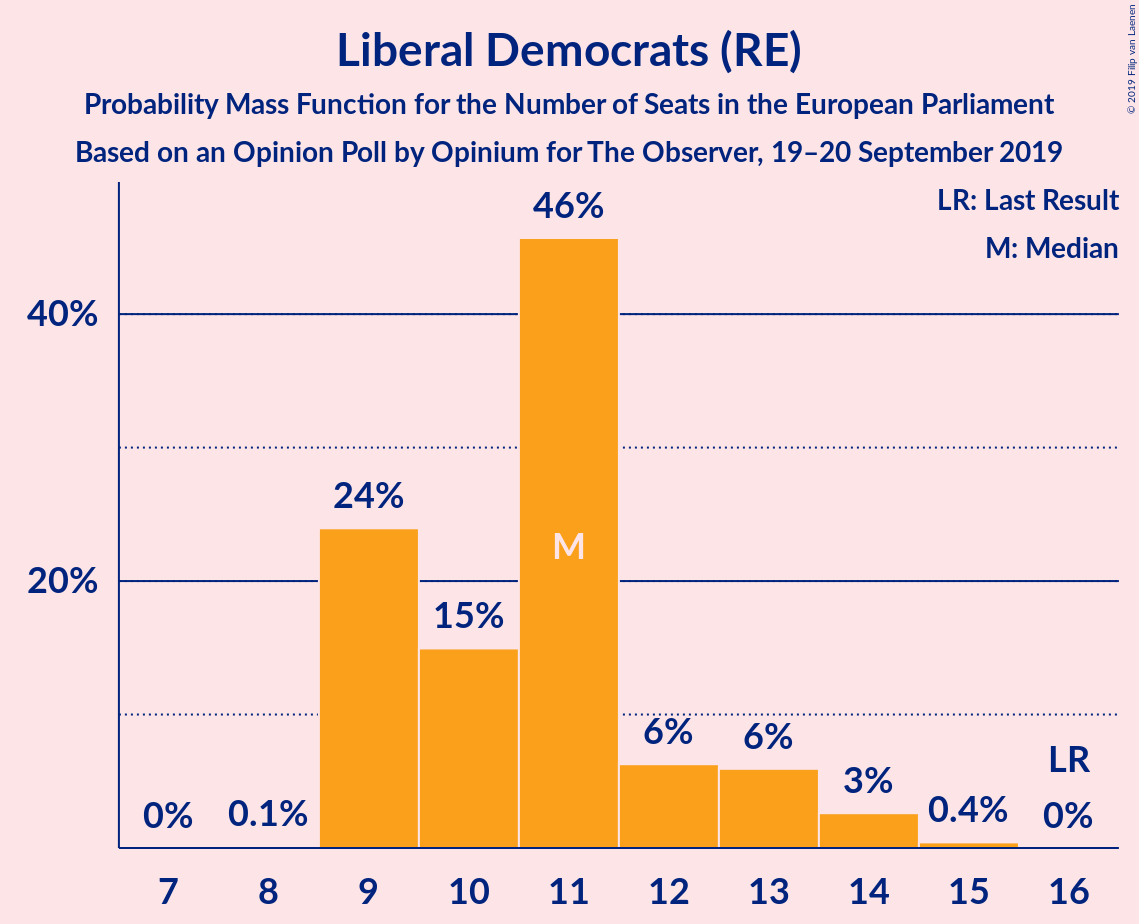 Liberal Democrats (RE)
Probability Mass Function for the Number of Seats in the European Parliament
Based on an Opinion Poll by Opinium for The Observer, 19–20 September 2019
© 2019 Filip van Laenen
LR: Last Result
M: Median
40%
20%
0%
0.1%
24%
15%
46%
M
6%
6%
3%
0.4%
LR
0%
7
8
9
10
11
12
13
14
15
16